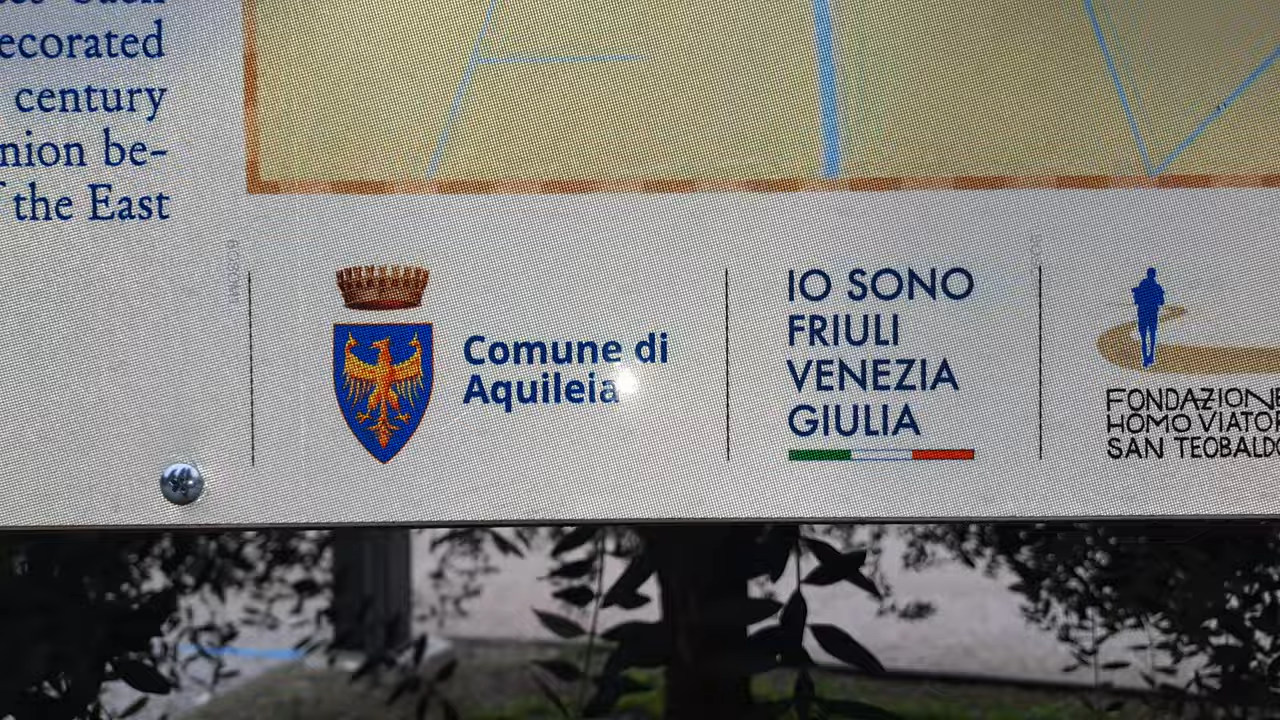 ecorated
century
nion be-
the East
Comune di
Aquileia
IO SONO
FRIULI
VENEZIA
GIULIA
FONDAZIONE
HOMO VIATOR
SAN TEOBALDO